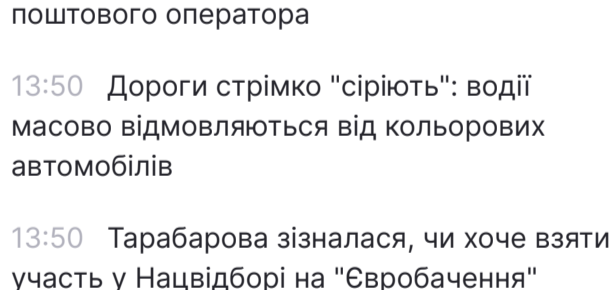 поштового оператора
13:50 Дороги стрімко "сіріють": водії
масово відмовляються від кольорових
автомобілів
13:50 Тарабарова зізналася, чи хоче взяти
участь у Нацвідборі на "Євробачення"